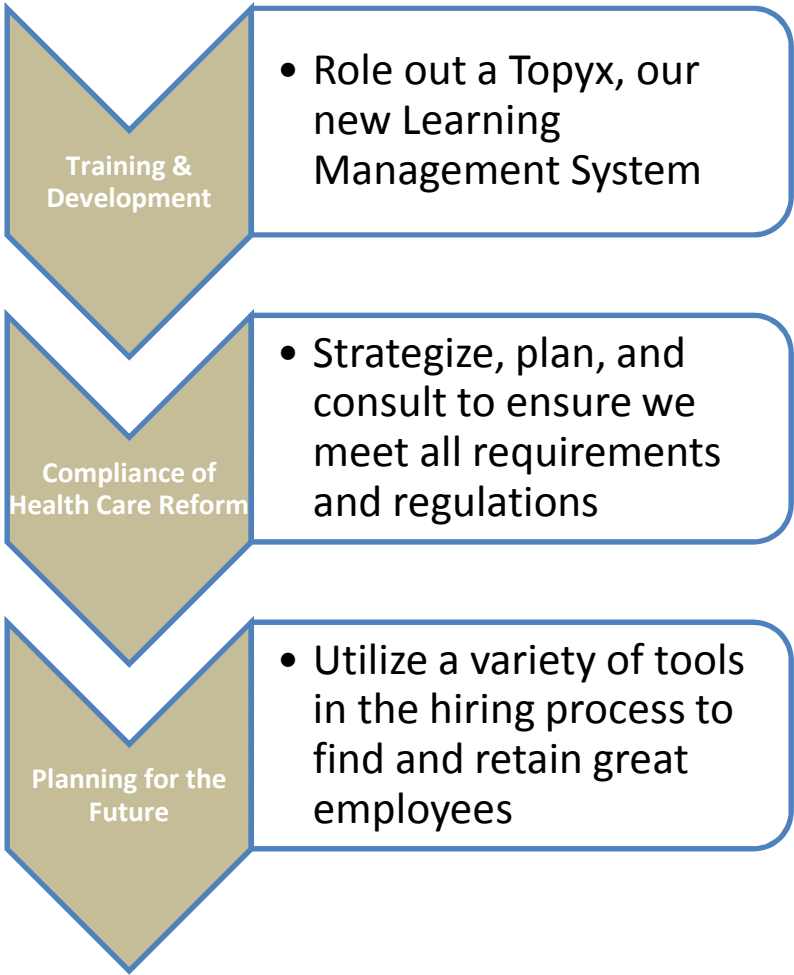 Training &
Development
• Role out a Topyx, our
new Learning
Management System
Compliance of
Health Care Reform
• Strategize, plan, and
consult to ensure we
meet all requirements
and regulations
Planning for the
Future
• Utilize a variety of tools
in the hiring process to
find and retain great
employees